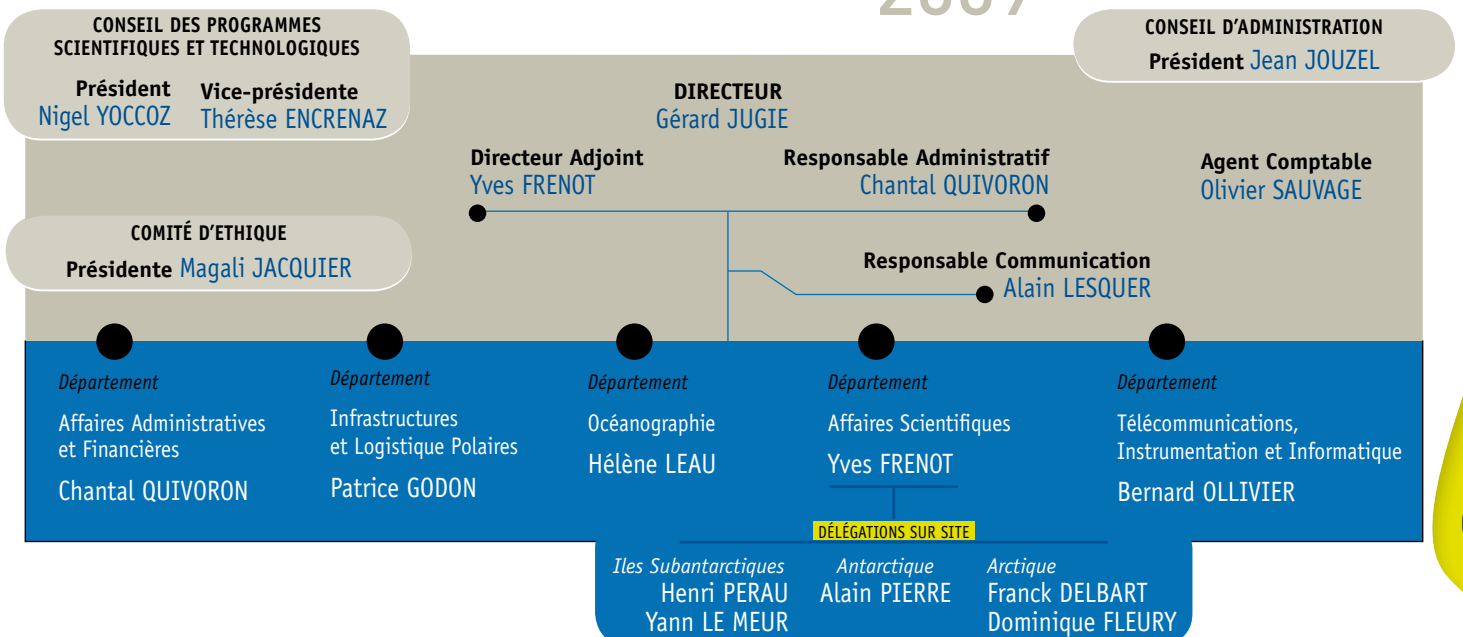 2009
CONSEIL DES PROGRAMMES
SCIENTIFIQUES ET TECHNOLOGIQUES
Président
Nigel YOCCOZ
Vice-présidente
Thérèse ENCRENAZ
CONSEIL D'ADMINISTRATION
Président Jean JOUZEL
DIRECTEUR
Gérard JUGIE
Directeur Adjoint
Yves FRENOT
Responsable Administratif
Chantal QUIVORON
Agent Comptable
Olivier SAUVAGE
COMITÉ D'ETHIQUE
Présidente Magali JACQUIER
Responsable Communication
Alain LESQUER
Département
Affaires Administratives
et Financières
Chantal QUIVORON
Département
Infrastructures
et Logistique Polaires
Patrice GODON
Département
Océanographie
Hélène LEAU
Département
Affaires Scientifiques
Yves FRENOT
Département
Télécommunications,
Instrumentation et Informatique
Bernard OLLIVIER
DÉLÉGATIONS SUR SITE
Iles Subantarctiques
Henri PERAU
Yann LE MEUR
Antarctique
Alain PIERRE
Arctique
Franck DELBART
Dominique FLEURY